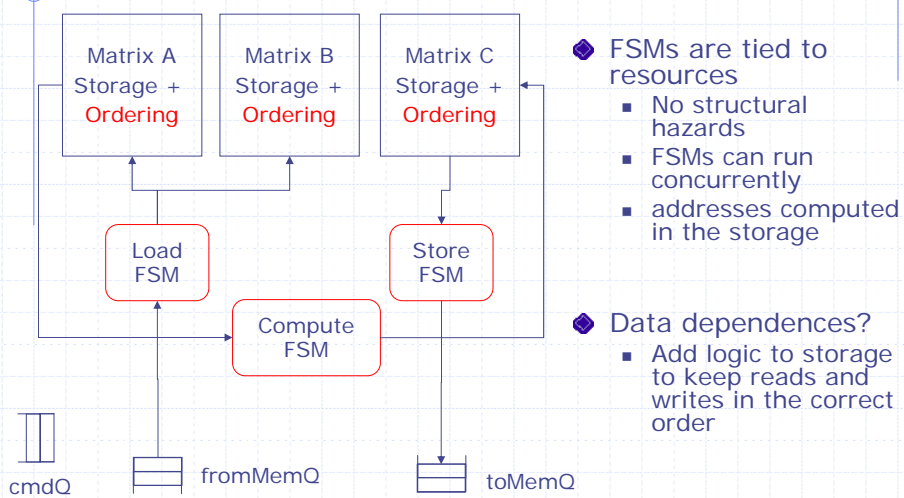 Matrix A
Storage +
Ordering
Matrix B
Storage +
Ordering
Matrix C
Storage +
Ordering
Load
FSM
Store
FSM
Compute
FSM
cmdQ
fromMemQ
toMemQ
FSMs are tied to
resources
No structural
hazards
FSMs can run
concurrently
addresses computed
in the storage
Data dependences?
Add logic to storage
to keep reads and
writes in the correct
order